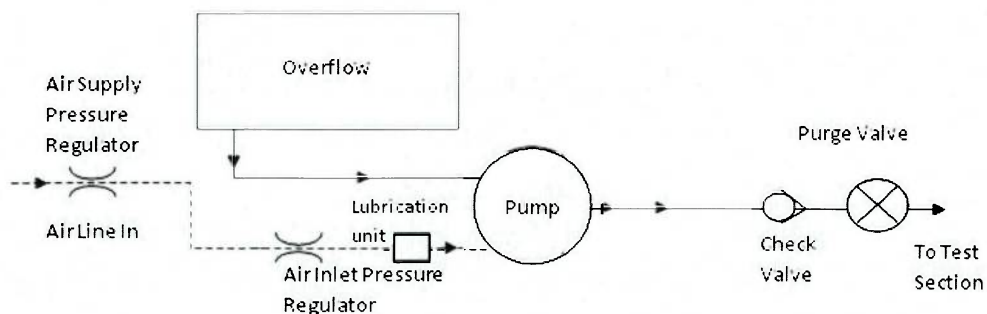 Overflow
Air Supply
Pressure
Regulator
Purge Valve
Lubrication
unit
Pump
Air Line In
Air Inlet Pressure
Regulator
Check
Valve
To Test
Section